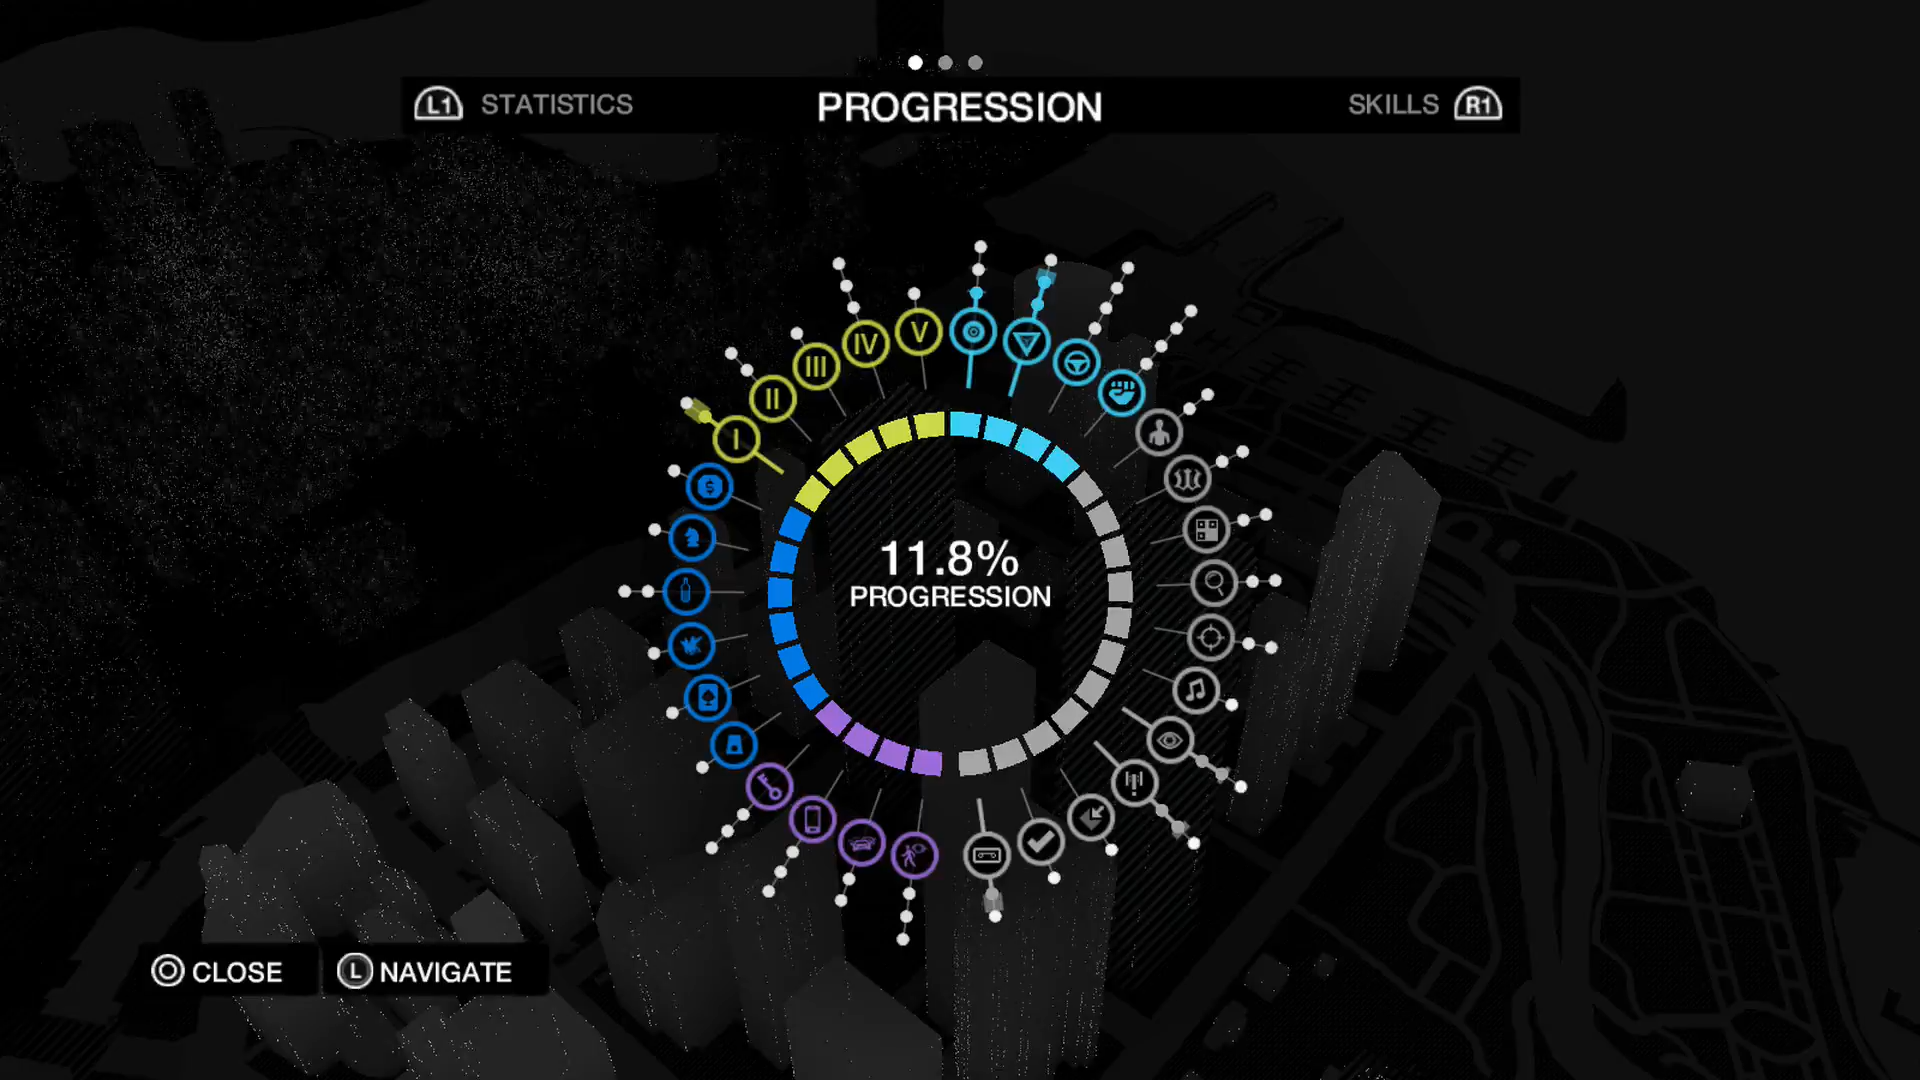 L1 STATISTICS
PROGRESSION
SKILLS R1
I
II
III
IV
V
$
11.8%
PROGRESSION
CLOSE
L NAVIGATE